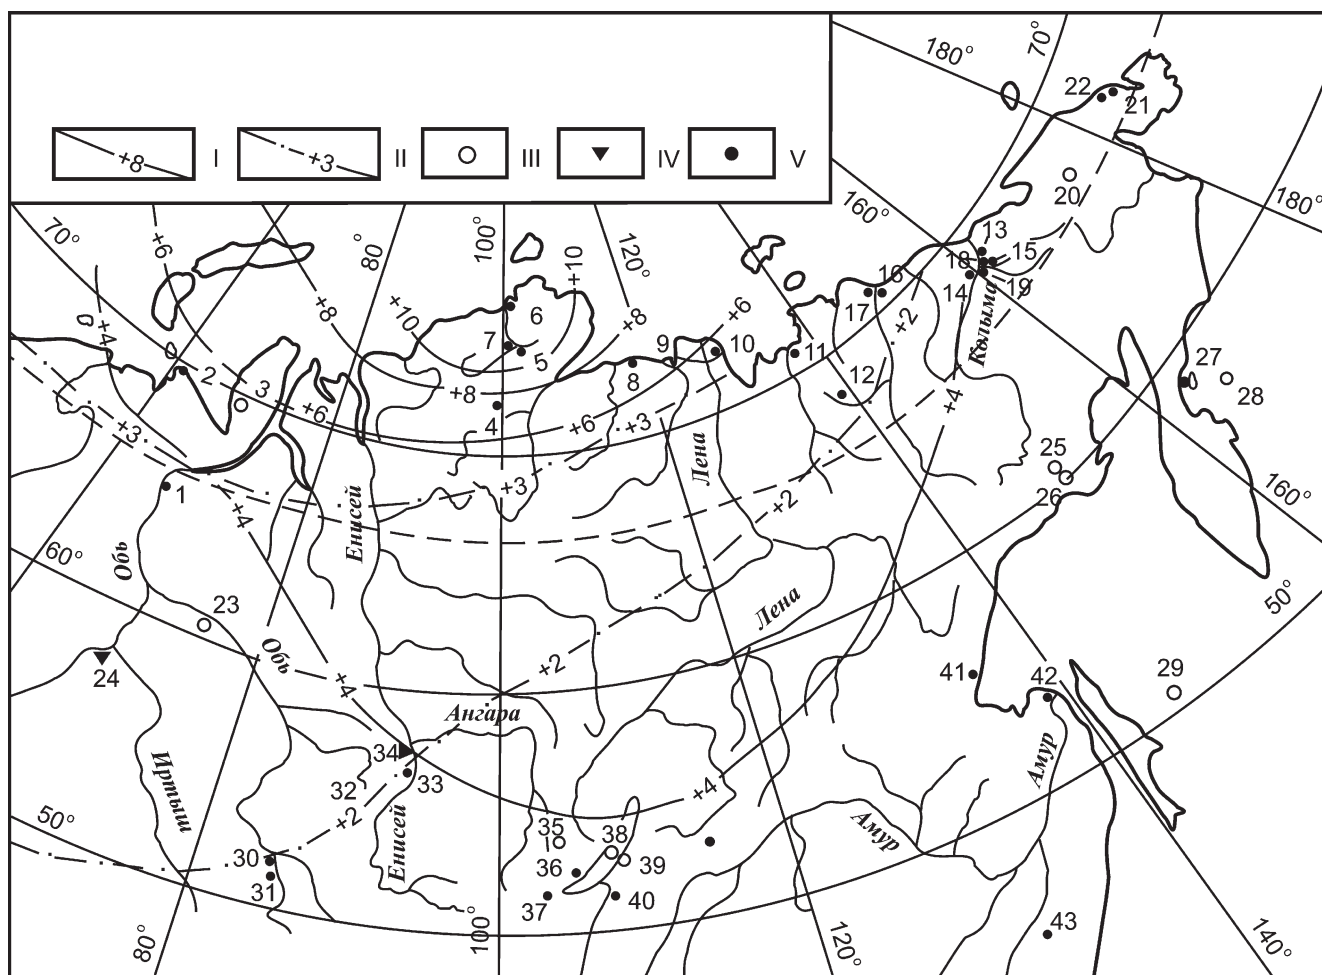 +8 I +3 II III IV V
180° 70°
22 21
160° 20 180°
70° +6 80° 100° 120° +10
13 18 15 14 19
+4 +8 +10 6 +8 +6 17 16 +2
7 5 9 10 11 Колыма
2 3 +6 +8 4 8 12 +4 27 28
+3 +6 +3 Лена 25 26
1 +4 +3 +2 160°
Обь Енисей
60° 50°
23 Лена
Обь +4 +2
24 41 42 29
Ангара
34 33 32
Иртыш Енисей +2 +4 Амур
50° 35 38 Амур
30 31 36 39
37 40
80° 100° 120° 43 140°